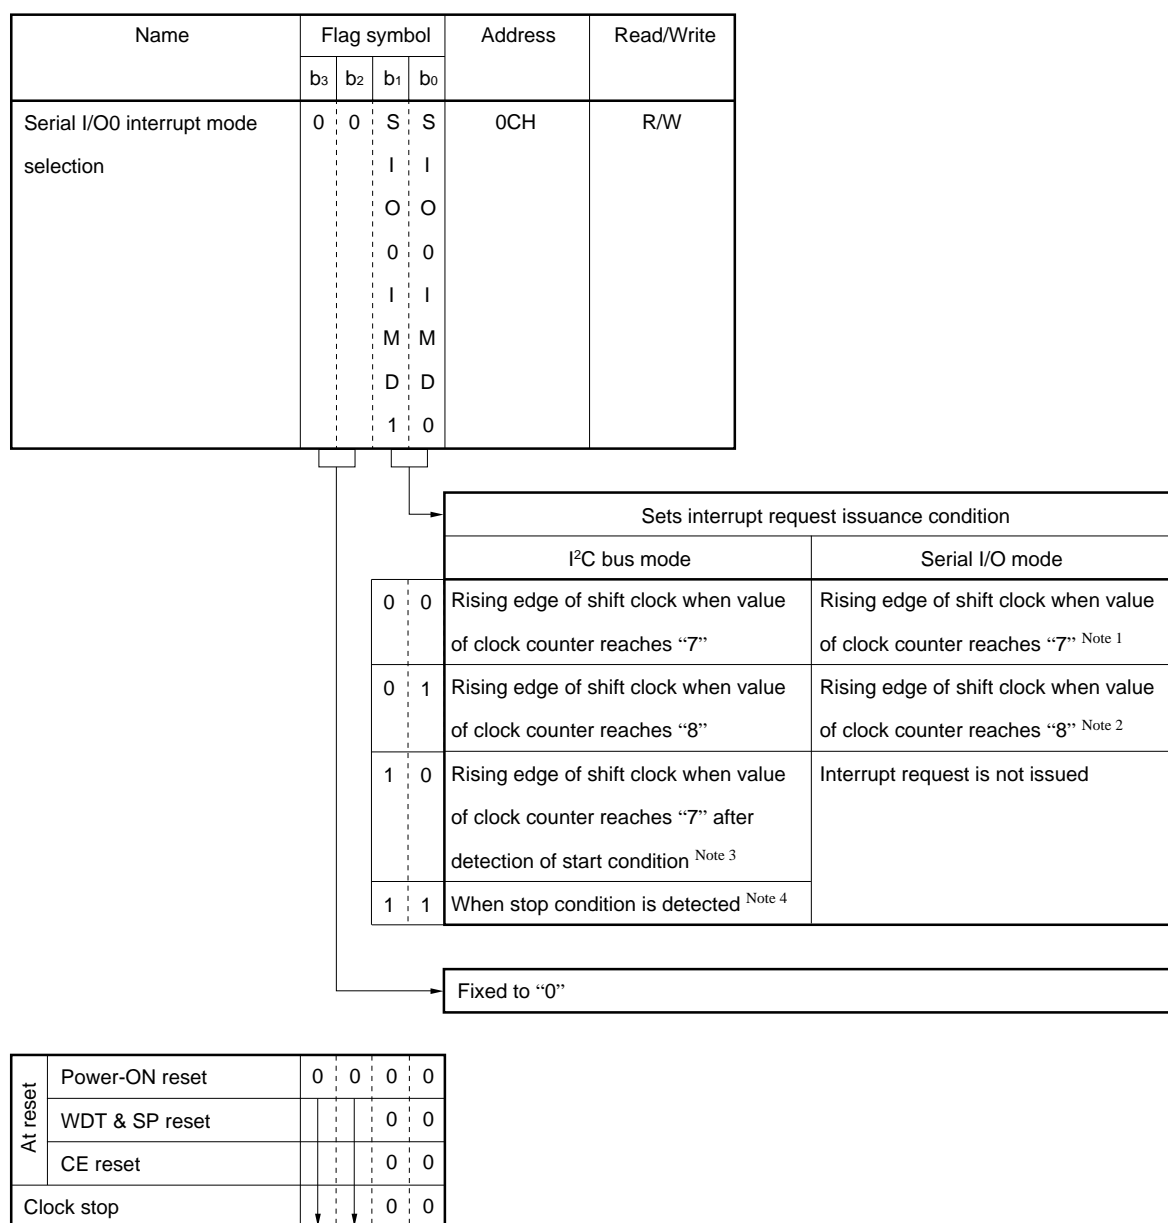 Name Flag symbol Address Read/Write
b3 b2 b1 b0
Serial I/O0 interrupt mode 0 0 S S 0CH R/W
selection I I
O O
0 0
I I
M M
D D
1 0
Sets interrupt request issuance condition
I2C bus mode Serial I/O mode
0 0 Rising edge of shift clock when value Rising edge of shift clock when value
of clock counter reaches “7” of clock counter reaches “7” Note 1
0 1 Rising edge of shift clock when value Rising edge of shift clock when value
of clock counter reaches “8” of clock counter reaches “8” Note 2
1 0 Rising edge of shift clock when value Interrupt request is not issued
of clock counter reaches “7” after
detection of start condition Note 3
1 1 When stop condition is detected Note 4
Fixed to “0”
At reset
Power-ON reset 0 0 0 0
WDT & SP reset 0 0
CE reset 0 0
Clock stop 0 0